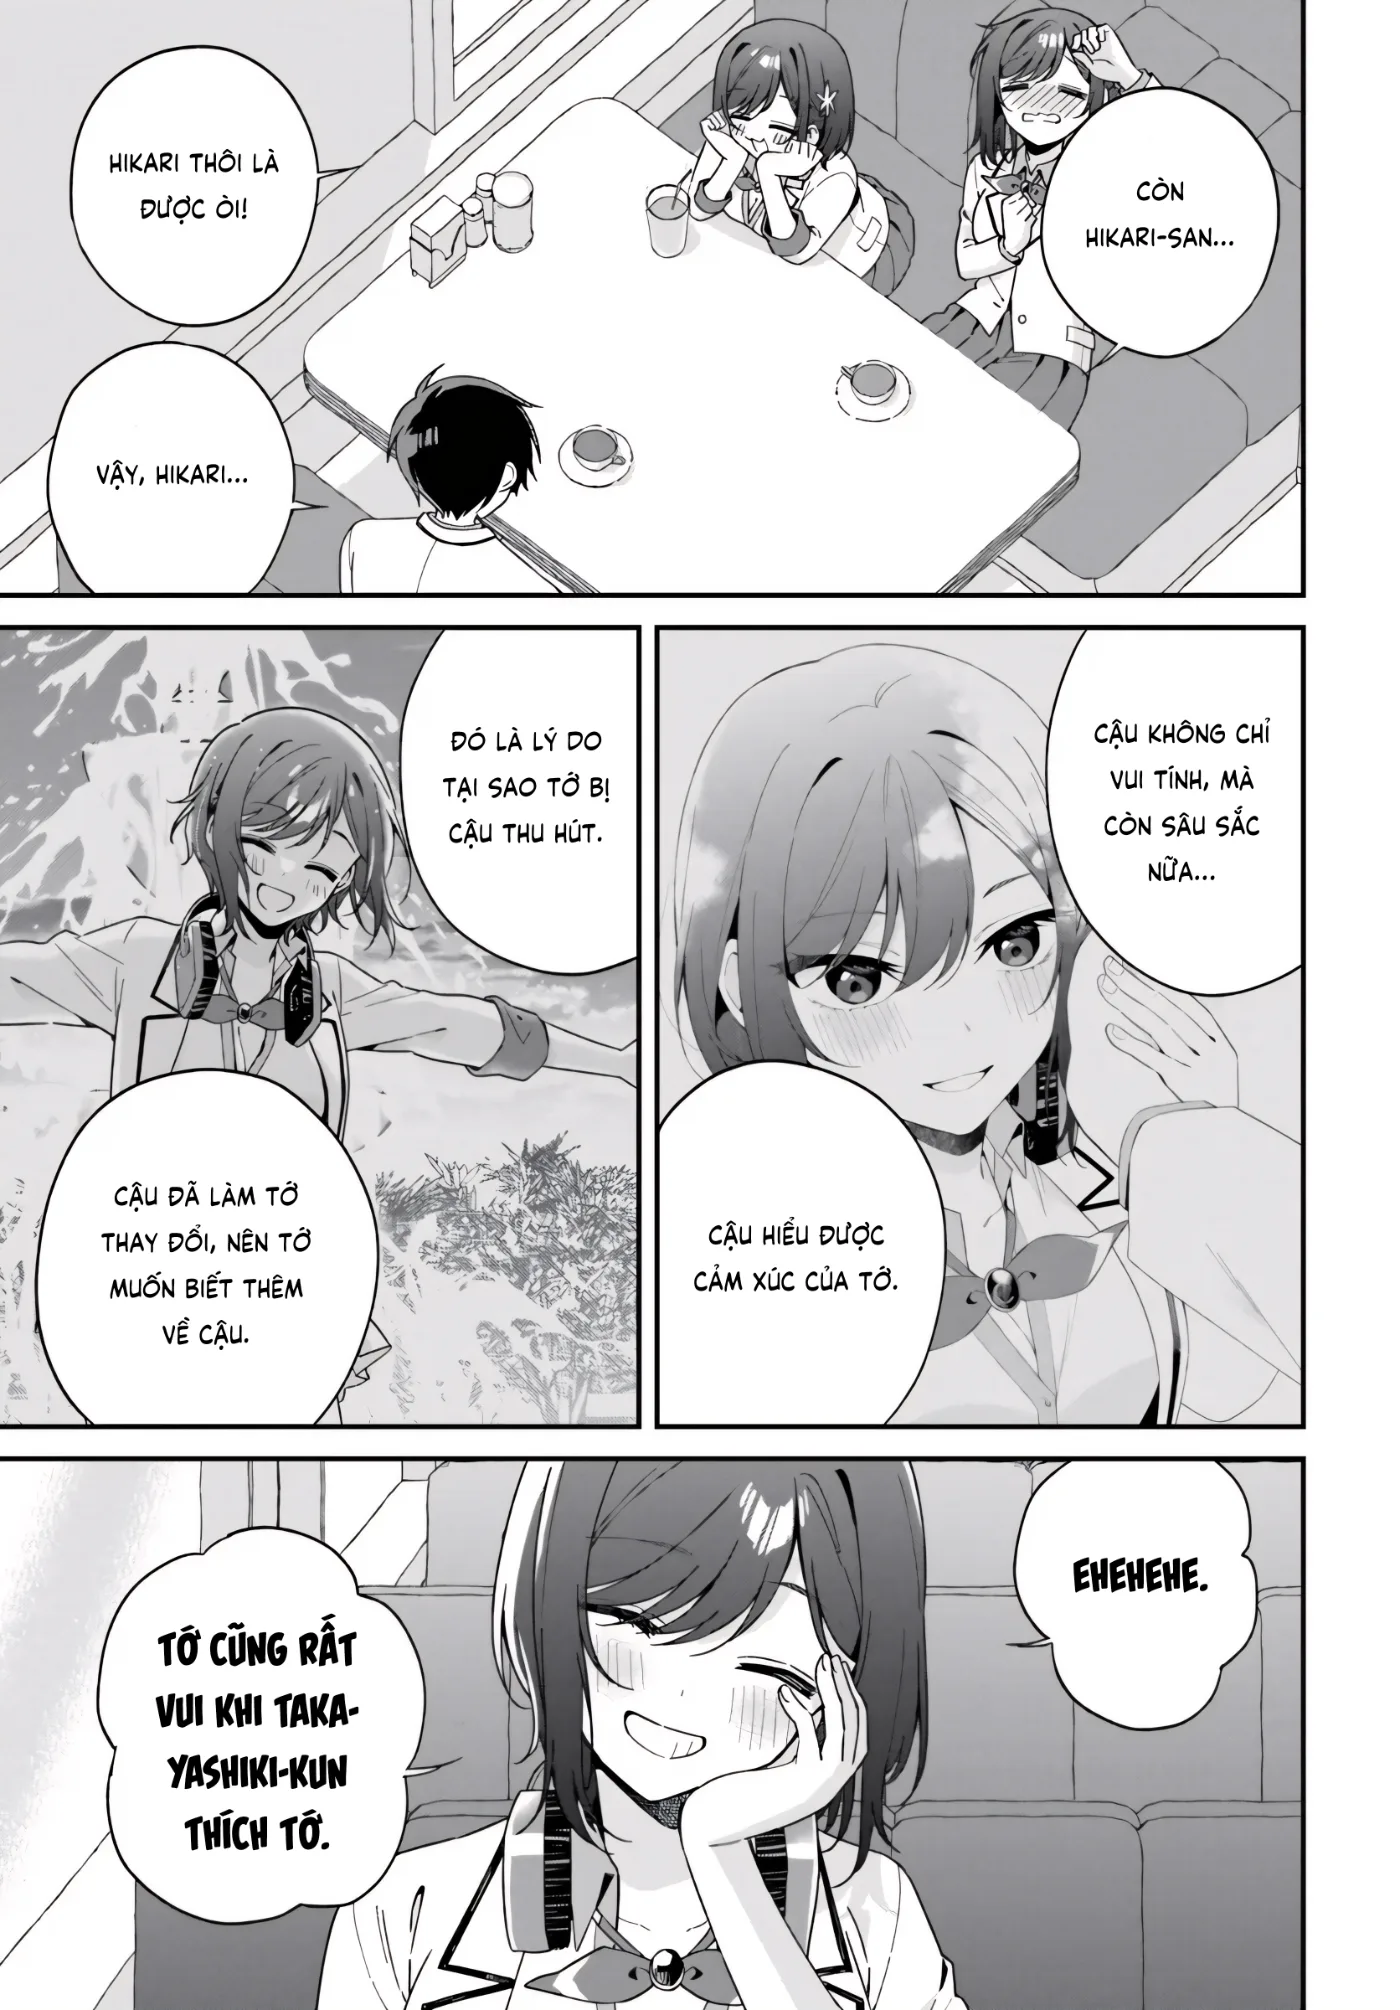 CÒN
HIKARI-SAN...
HIKARI THÔI LÀ
ĐƯỢC ÒI!
VẬY, HIKARI...
CẬU KHÔNG CHỈ
VUI TÍNH, MÀ
CÒN SÂU SẮC
NỮA...
CẬU HIỂU ĐƯỢC
CẢM XÚC CỦA TỚ.
ĐÓ LÀ LÝ DO
TẠI SAO TỚ BỊ
CẬU THU HÚT.
CẬU ĐÃ LÀM TỚ
THAY ĐỔI, NÊN TỚ
MUỐN BIẾT THÊM
VỀ CẬU.
EHEHEHE.
TỚ CŨNG RẤT
VUI KHI TAKA-
YASHIKI-KUN
THÍCH TỚ.